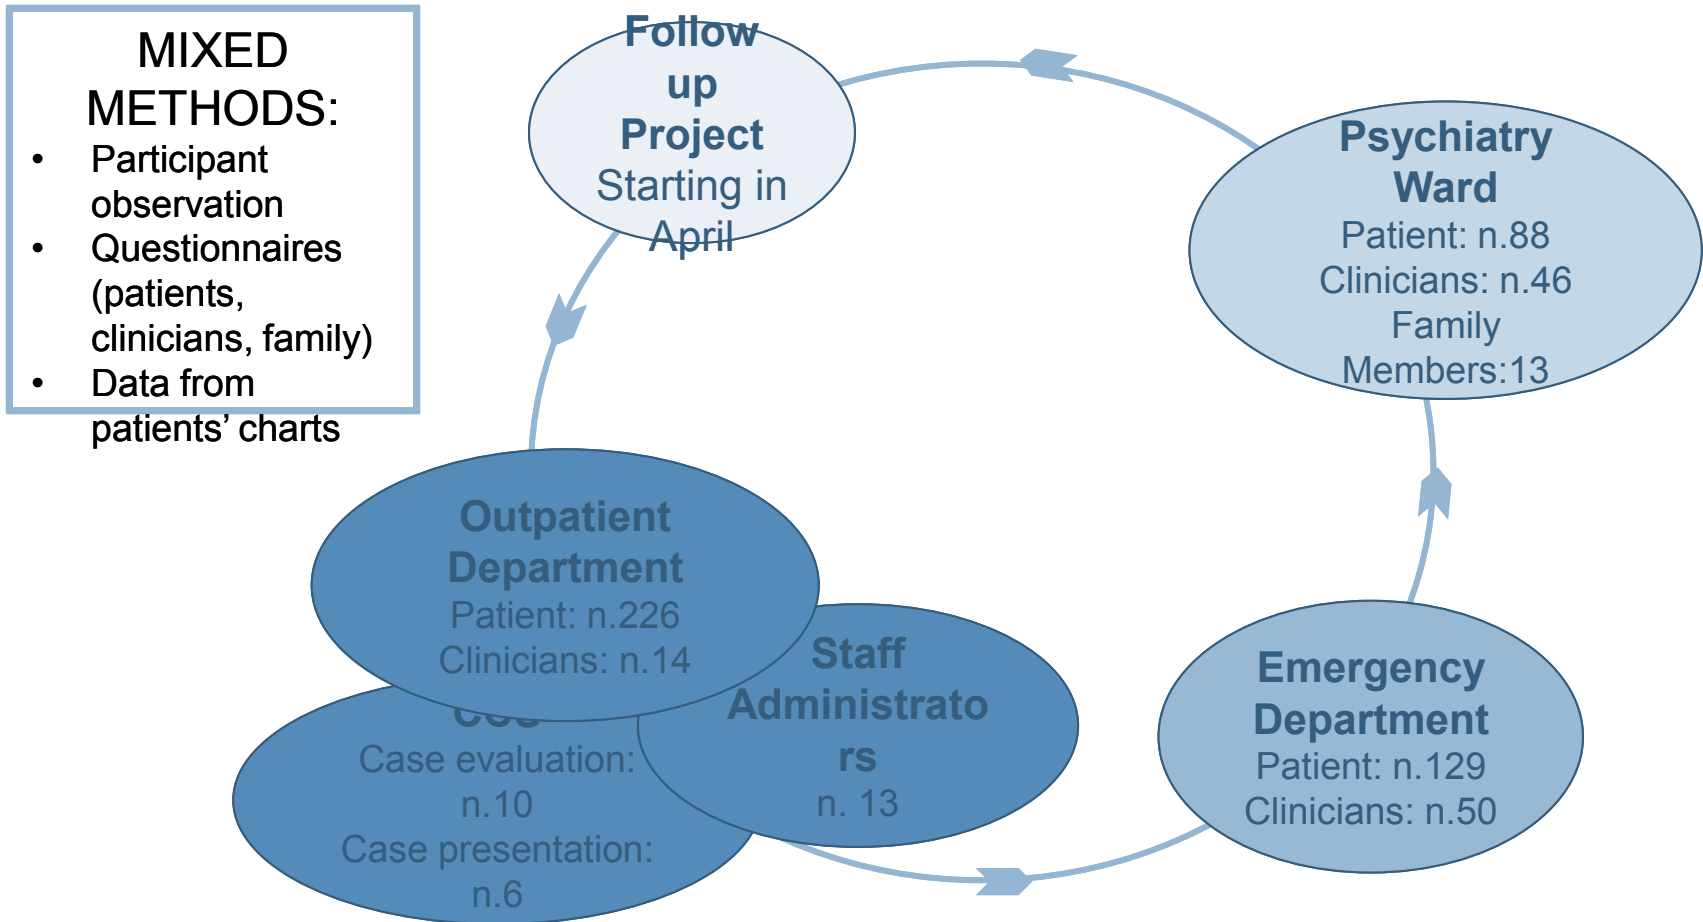 MIXED
METHODS:
• Participant
observation
• Questionnaires
(patients,
clinicians, family)
• Data from
patients’ charts
Follow
up
Project
Starting in
April
Psychiatry
Ward
Patient: n.88
Clinicians: n.46
Family
Members:13
Outpatient
Department
Patient: n.226
Clinicians: n.14
Staff
Administrato
rs
n. 13
Case evaluation:
n.10
Case presentation:
n.6
Emergency
Department
Patient: n.129
Clinicians: n.50